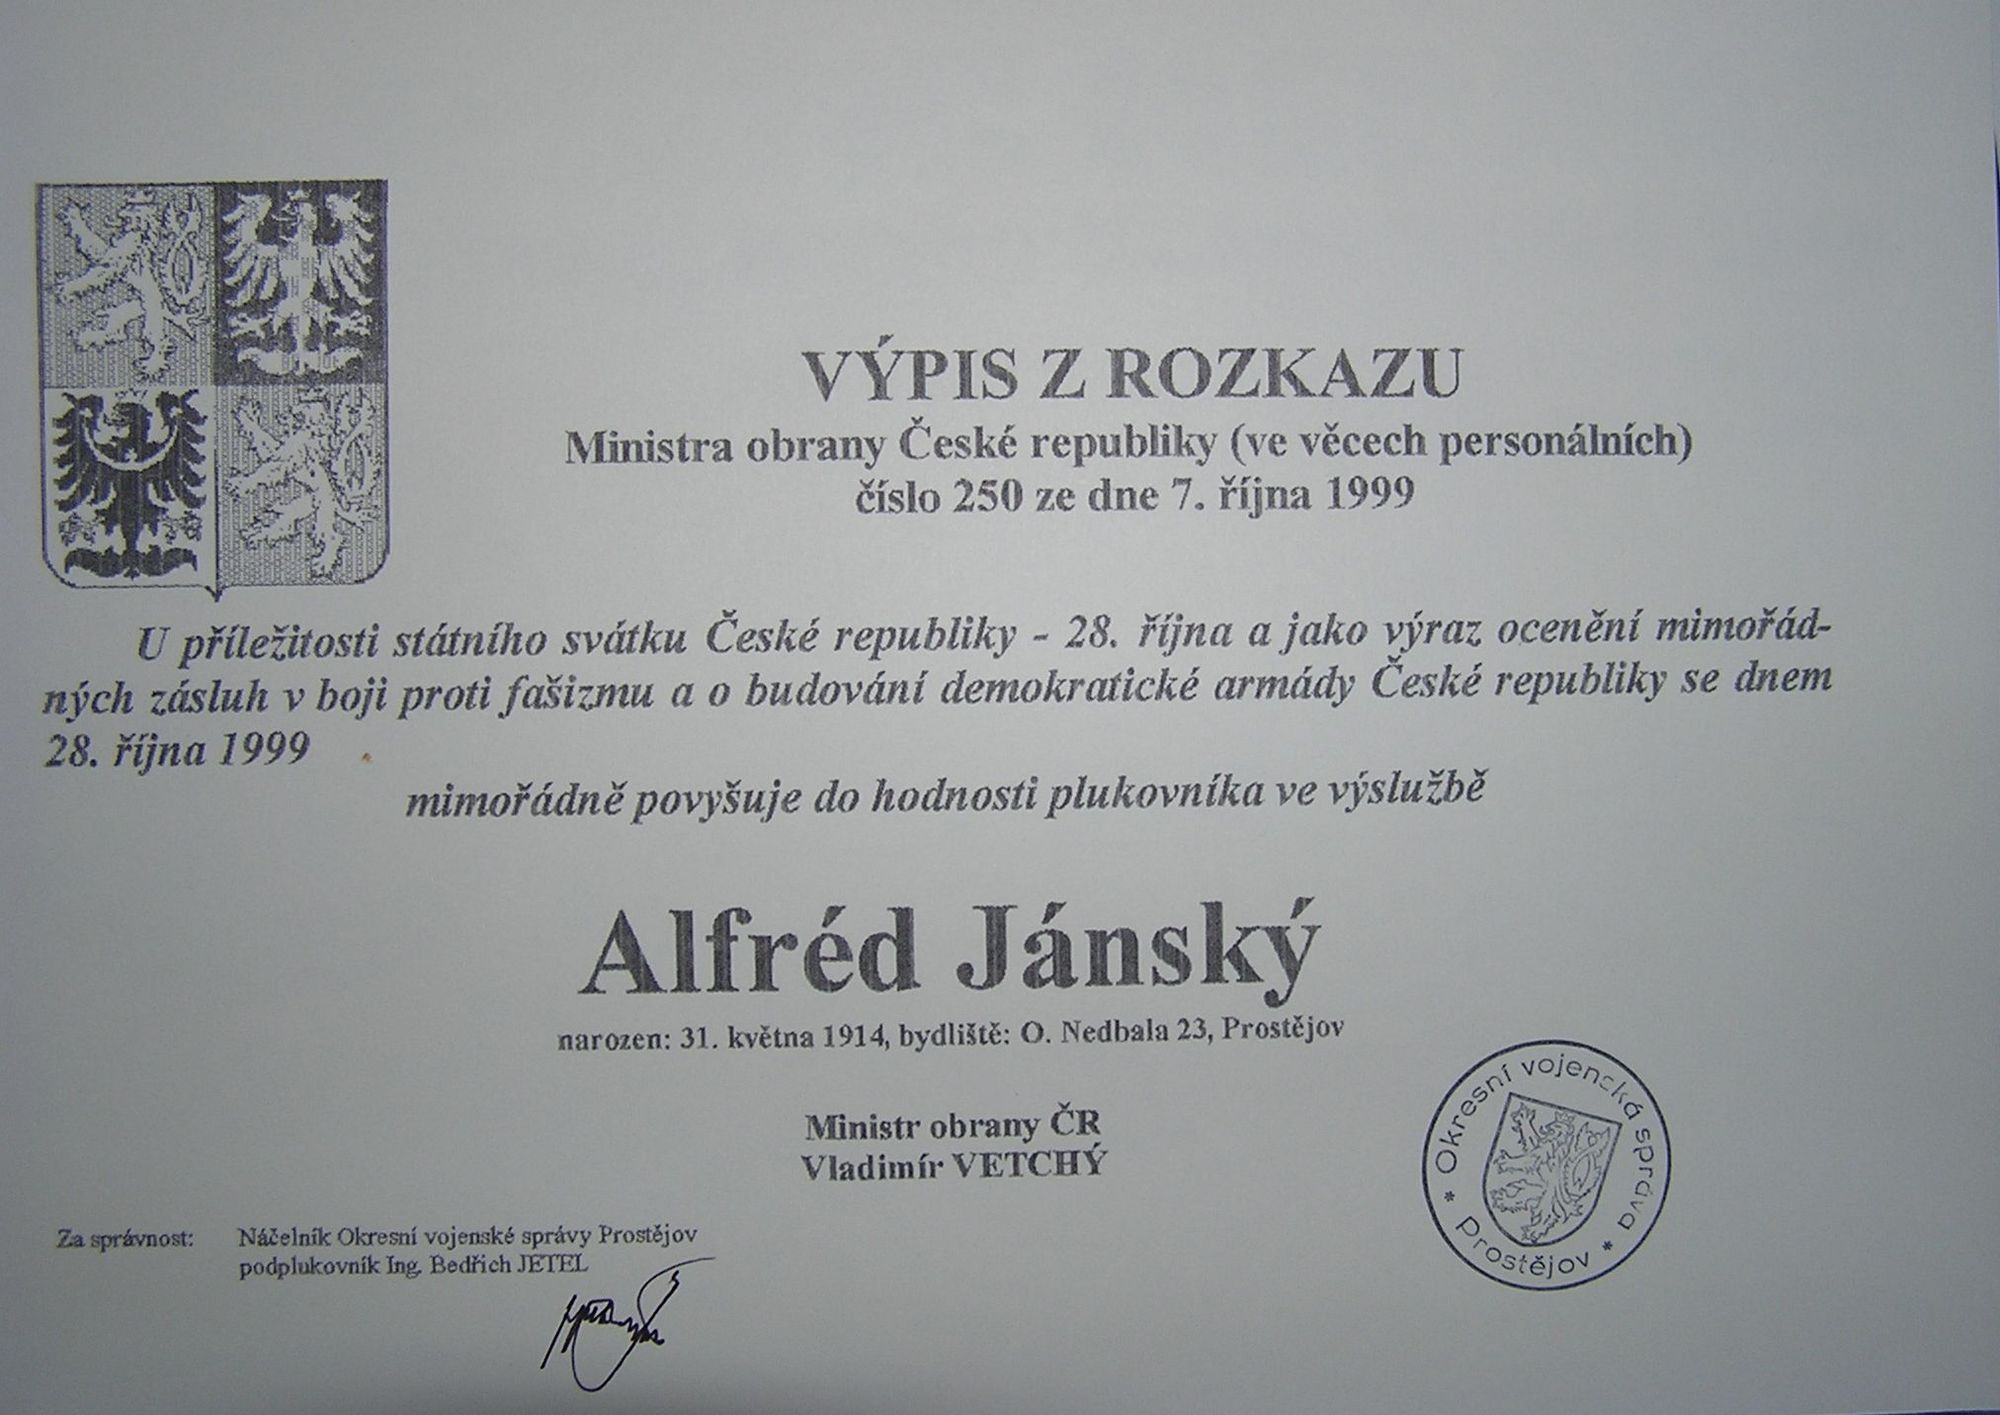 VÝPIS Z ROZKAZU
Ministra obrany České republiky (ve věcech personálních)
číslo 250 ze dne 7. října 1999
U příležitosti státního svátku České republiky - 28. října a jako výraz ocenění mimořád-
ných zásluh v boji proti fašizmu a o budování demokratické armády České republiky se dnem
28. října 1999
mimořádně povyšuje do hodnosti plukovníka ve výslužbě
Alfréd Jánský
narozen: 31. května 1914, bydliště: O. Nedbala 23, Prostějov
Ministr obrany ČR
Vladimír VETCHÝ
Za správnost: Náčelník Okresní vojenské správy Prostějov
podplukovník Ing. Bedřich JETEL
Okresní vojenská správa
* Prostějov *